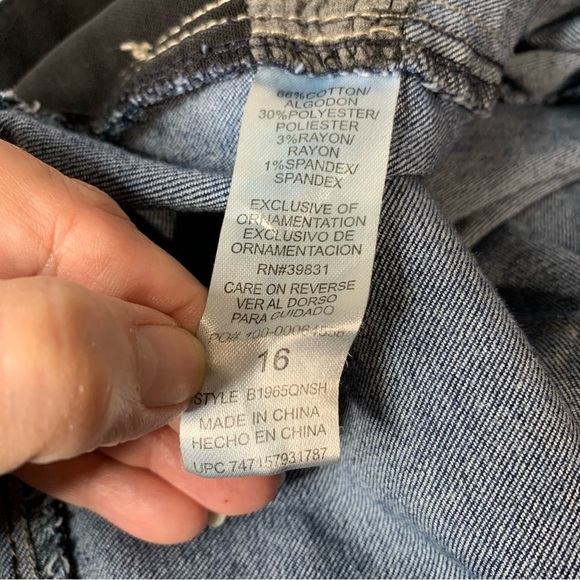 66%COTTON/
ALGODON
30%POLYESTER/
POLIESTER
3%RAYON/
RAYON
1%SPANDEX/
SPANDEX
EXCLUSIVE OF
ORNAMENTATION
EXCLUSIVO DE
ORNAMENTACION
RN#39831
CARE ON REVERSE
VER AL DORSO
PARA CUIDADO
PO#
16
STYLE B1965QNSH
MADE IN CHINA
HECHO EN CHINA
UPC 747157931787